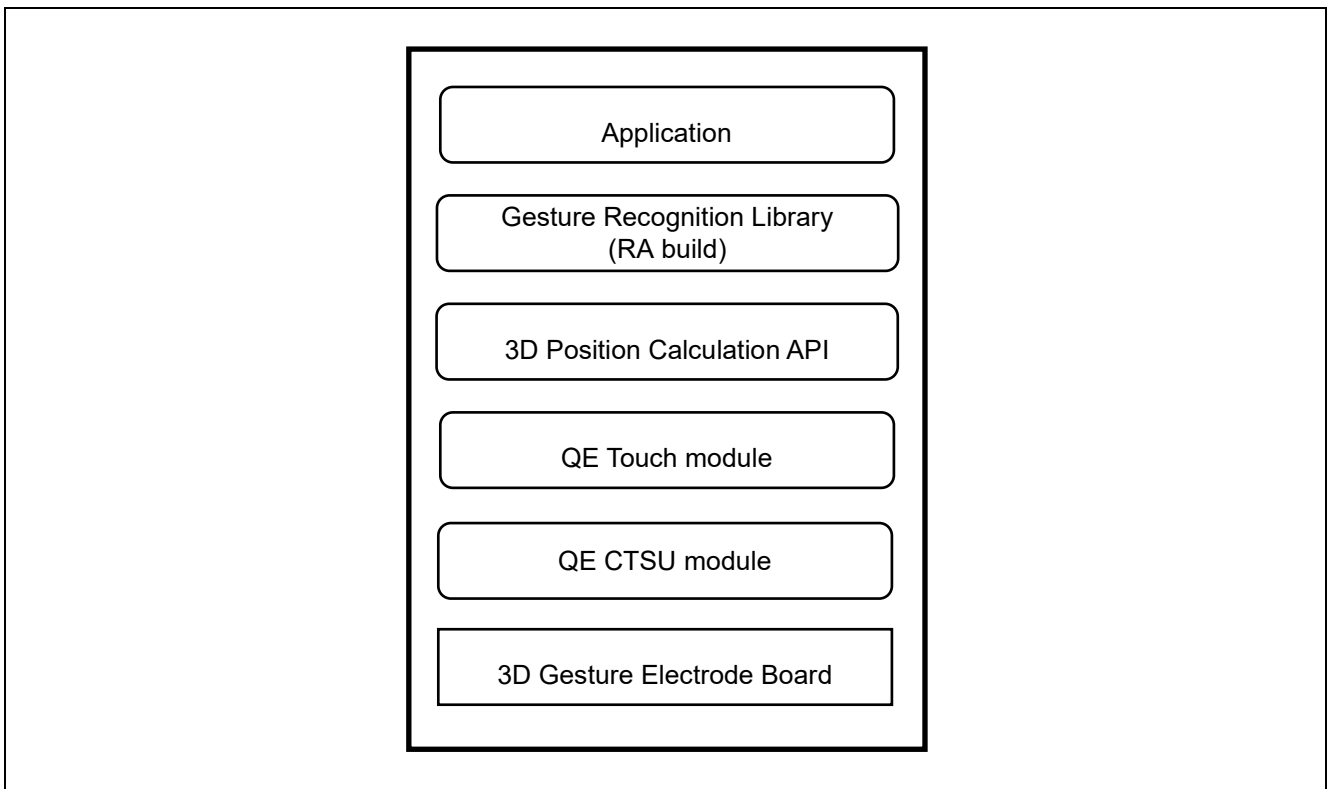 Application
Gesture Recognition Library
(RA build)
3D Position Calculation API
QE Touch module
QE CTSU module
3D Gesture Electrode Board